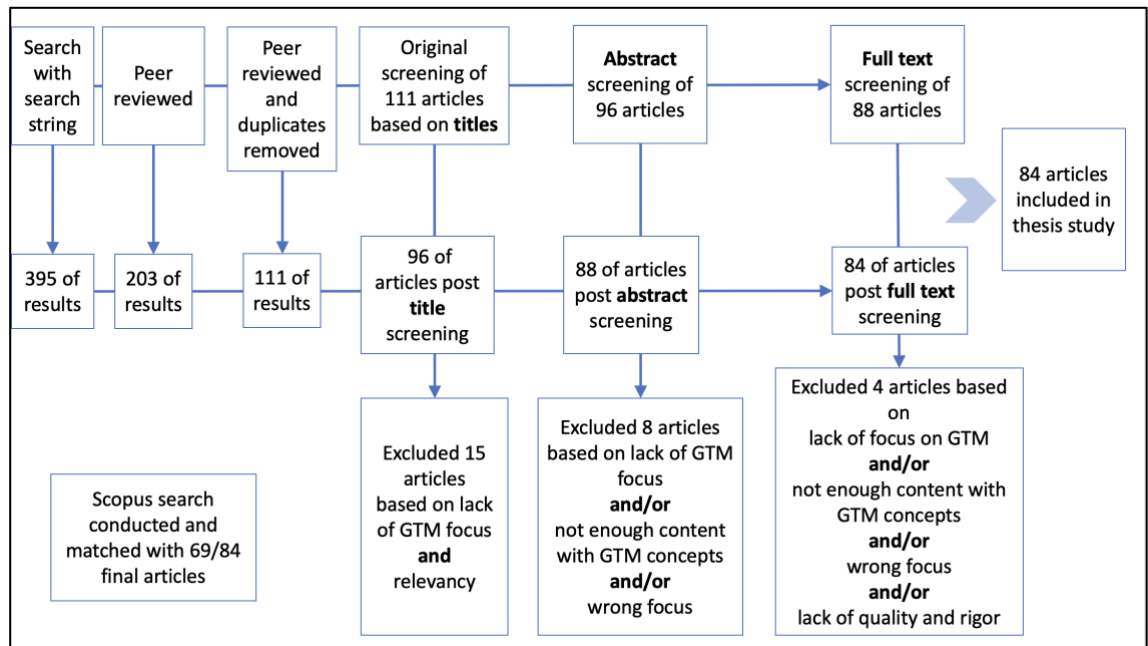 Search
with
search
string
Peer
reviewed
Peer
reviewed
and
duplicates
removed
Original
screening of
111 articles
based on titles
Abstract
screening of
96 articles
Full text
screening of
88 articles
84 articles
included in
thesis study
395 of
results
203 of
results
111 of
results
96 of
articles post
title
screening
88 of articles
post abstract
screening
84 of articles
post full text
screening
Excluded 15
articles
based on lack
of GTM focus
and
relevancy
Excluded 8 articles
based on lack of GTM
focus
and/or
not enough content
with GTM concepts
and/or
wrong focus
Excluded 4 articles based
on
lack of focus on GTM
and/or
not enough content with
GTM concepts
and/or
wrong focus
and/or
lack of quality and rigor
Scopus search
conducted and
matched with 69/84
final articles